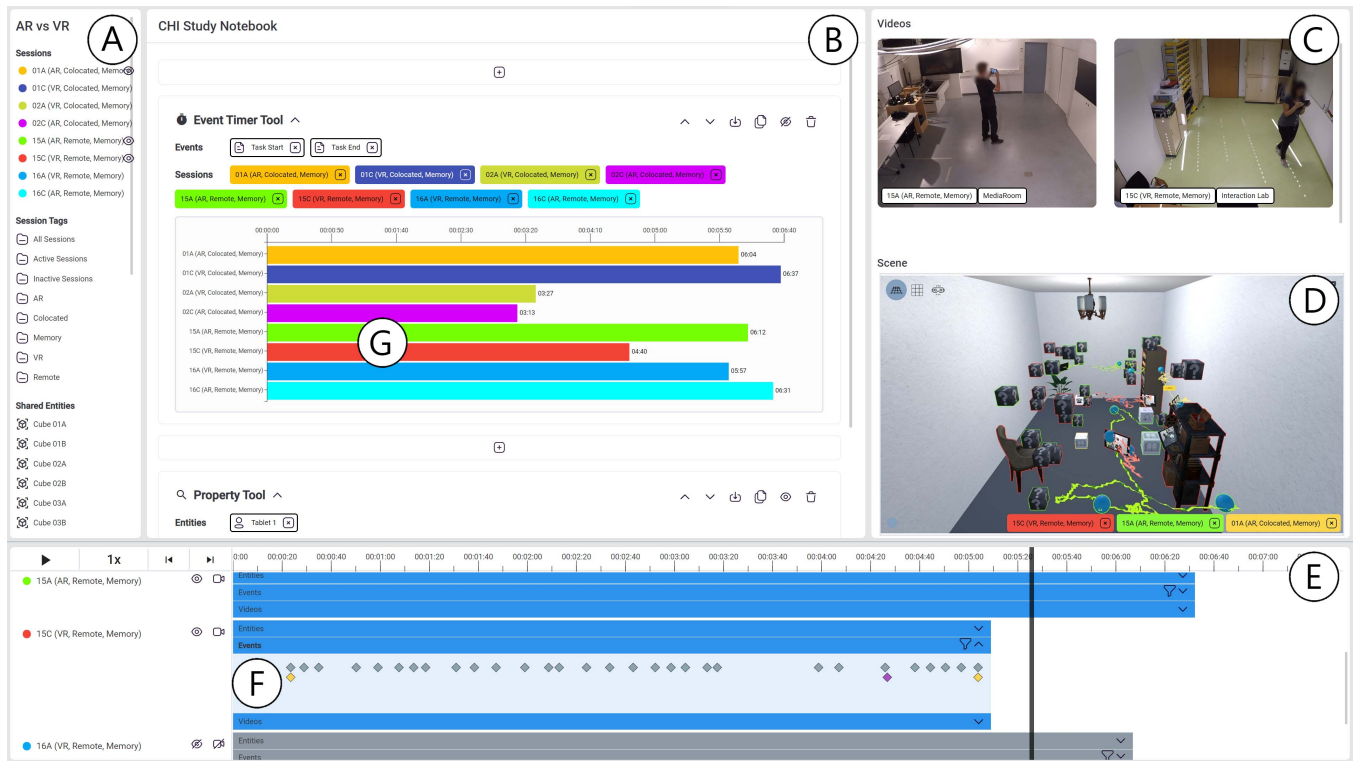 AR vs VR
A
Sessions
01A (AR, Colocated, Memory)
01C (VR, Colocated, Memory)
02A (VR, Colocated, Memory)
02C (AR, Colocated, Memory)
15A (AR, Remote, Memory)
15C (VR, Remote, Memory)
16A (VR, Remote, Memory)
16C (AR, Remote, Memory)
Session Tags
All Sessions
Active Sessions
Inactive Sessions
AR
Colocated
Memory
VR
Remote
Shared Entities
Cube 01A
Cube 01B
Cube 02A
Cube 02B
Cube 03A
Cube 03B
CHI Study Notebook
B
Event Timer Tool
Events Task Start Task End
Sessions 01A (AR, Colocated, Memory) 01C (VR, Colocated, Memory) 02A (VR, Colocated, Memory) 02C (AR, Colocated, Memory)
15A (AR, Remote, Memory) 15C (VR, Remote, Memory) 16A (VR, Remote, Memory) 16C (AR, Remote, Memory)
00:00:00 00:00:50 00:01:40 00:02:30 00:03:20 00:04:10 00:05:00 00:05:50 00:06:40
01A (AR, Colocated, Memory) 06:04
01C (VR, Colocated, Memory) 06:37
02A (VR, Colocated, Memory) 03:27
02C (AR, Colocated, Memory) 03:13
15A (AR, Remote, Memory) 06:12
G
15C (VR, Remote, Memory) 04:40
16A (VR, Remote, Memory) 05:57
16C (AR, Remote, Memory) 06:31
Property Tool
Entities Tablet 1
Videos
C
15A (AR, Remote, Memory) MediaRoom
15C (VR, Remote, Memory) Interaction Lab
Scene
D
15C (VR, Remote, Memory) 15A (AR, Remote, Memory) 01A (AR, Colocated, Memory)
1x
0:00 00:00:20 00:00:40 00:01:00 00:01:20 00:01:40 00:02:00 00:02:20 00:02:40 00:03:00 00:03:20 00:03:40 00:04:00 00:04:20 00:04:40 00:05:00 00:05:20 00:05:40 00:06:00 00:06:20 00:06:40 00:07:00
E
15A (AR, Remote, Memory)
Entities
Events
Videos
15C (VR, Remote, Memory)
Entities
Events
F
Videos
16A (VR, Remote, Memory)
Entities
Events